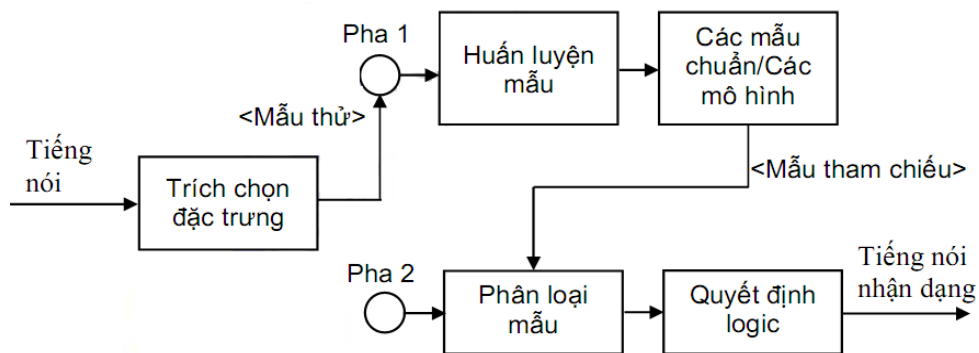 Pha 1
Huấn luyện
mẫu
Các mẫu
chuẩn/Các
mô hình
<Mẫu thử>
Tiếng
nói
Trích chọn
đặc trưng
<Mẫu tham chiếu>
Pha 2
Phân loại
mẫu
Quyết định
logic
Tiếng nói
nhận dạng